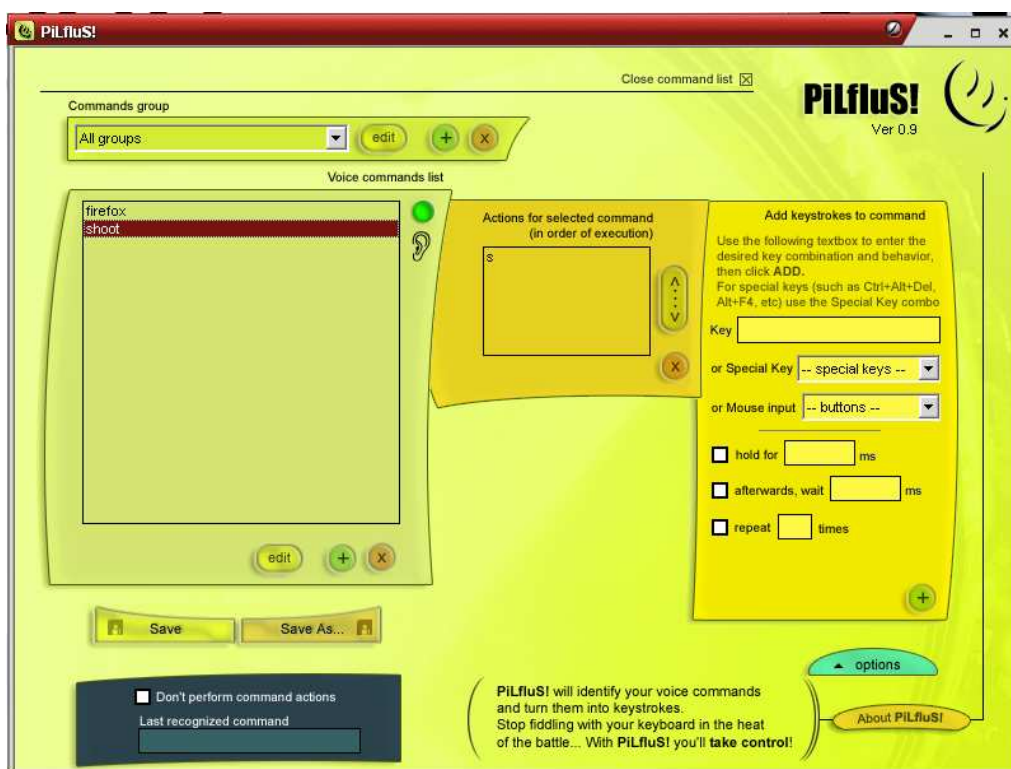 PiLfluS!
Close command list
PiLfluS!
Ver 0.9
Commands group
All groups
edit
+
x
Voice commands list
firefox
shoot
edit
+
x
Actions for selected command
(in order of execution)
s
x
Add keystrokes to command
Use the following textbox to enter the
desired key combination and behavior,
then click ADD.
For special keys (such as Ctrl+Alt+Del,
Alt+F4, etc) use the Special Key combo
Key
or Special Key -- special keys --
or Mouse input -- buttons --
hold for ms
afterwards, wait ms
repeat times
+
Save
Save As...
Don't perform command actions
Last recognized command
PiLfluS! will identify your voice commands
and turn them into keystrokes.
Stop fiddling with your keyboard in the heat
of the battle... With PiLfluS! you'll take control!
options
About PiLfluS!